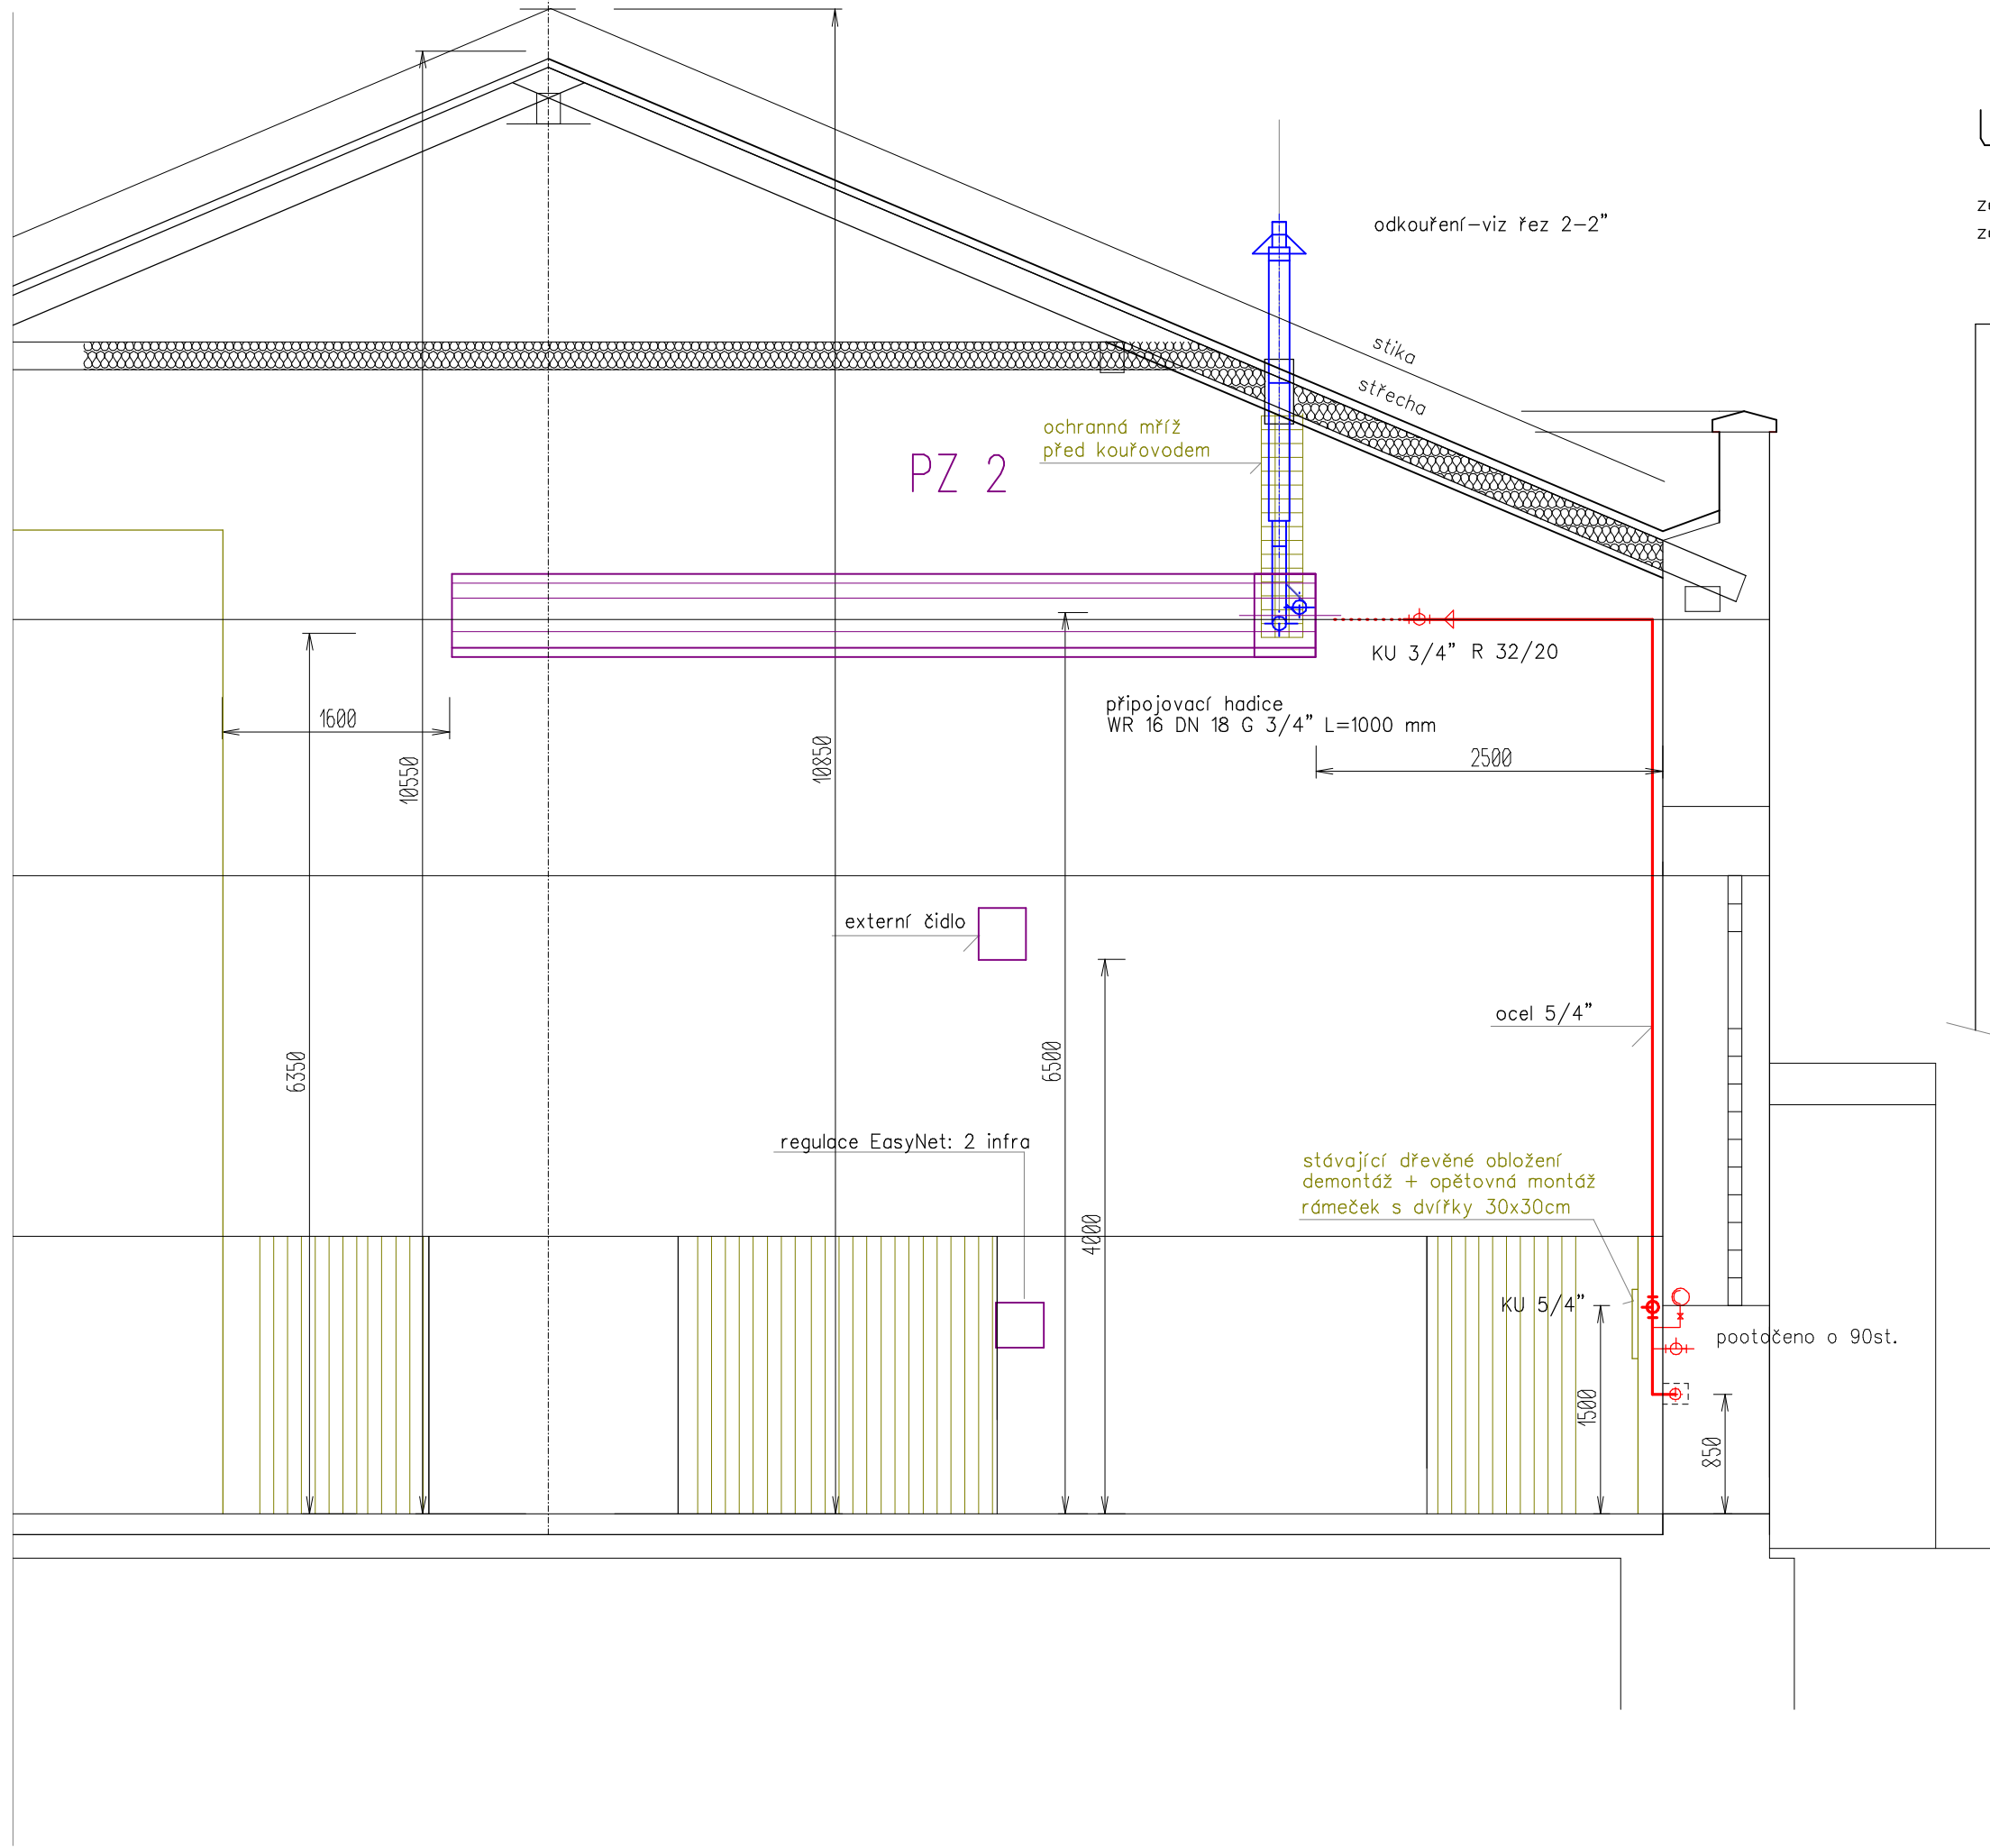 odkouření-viz řez 2-2"
stika
střecha
ochranná mříž
před kouřovodem
PZ 2
KU 3/4" R 32/20
připojovací hadice
WR 16 DN 18 G 3/4" L=1000 mm
1600
2500
10550
10850
externí čidlo
ocel 5/4"
6350
6500
regulace EasyNet: 2 infra
stávající dřevěné obložení
demontáž + opětovná montáž
rámeček s dvířky 30x30cm
4000
KU 5/4"
pootočeno o 90st.
1500
850